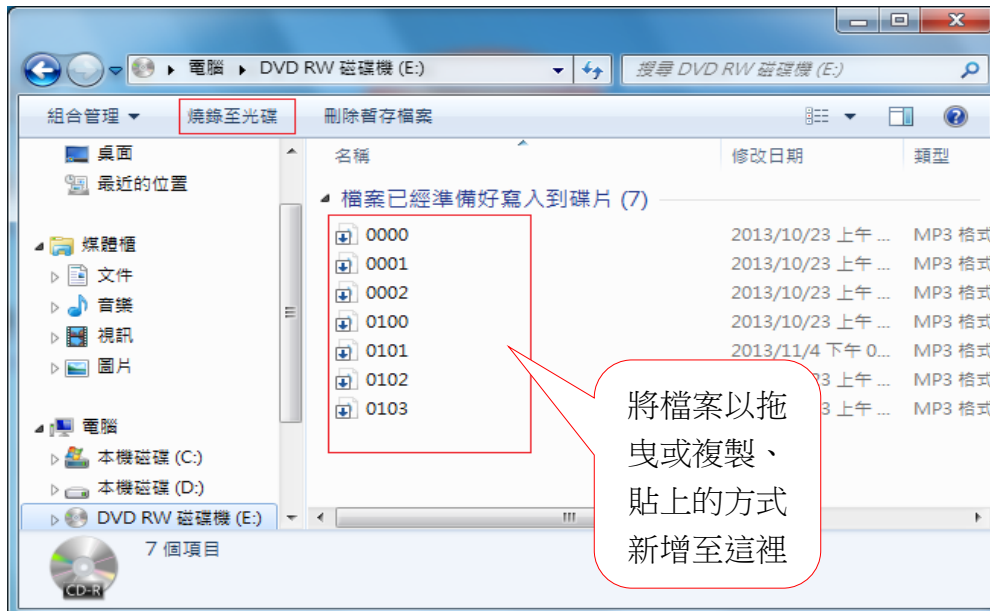 電腦 ▸ DVD RW 磁碟機 (E:)
搜尋 DVD RW 磁碟機 (E:)
組合管理 燒錄至光碟 刪除暫存檔案
桌面
最近的位置
媒體櫃
文件
音樂
視訊
圖片
電腦
本機磁碟 (C:)
本機磁碟 (D:)
DVD RW 磁碟機 (E:)
名稱 修改日期 類型
檔案已經準備好寫入到碟片 (7)
0000 2013/10/23 上午 ... MP3 格式
0001 2013/10/23 上午 ... MP3 格式
0002 2013/10/23 上午 ... MP3 格式
0100 2013/10/23 上午 ... MP3 格式
0101 2013/11/4 下午 0... MP3 格式
0102 3 上午 ... MP3 格式
0103 3 上午 ... MP3 格式
將檔案以拖
曳或複製、
貼上的方式
新增至這裡
7 個項目
CD-R